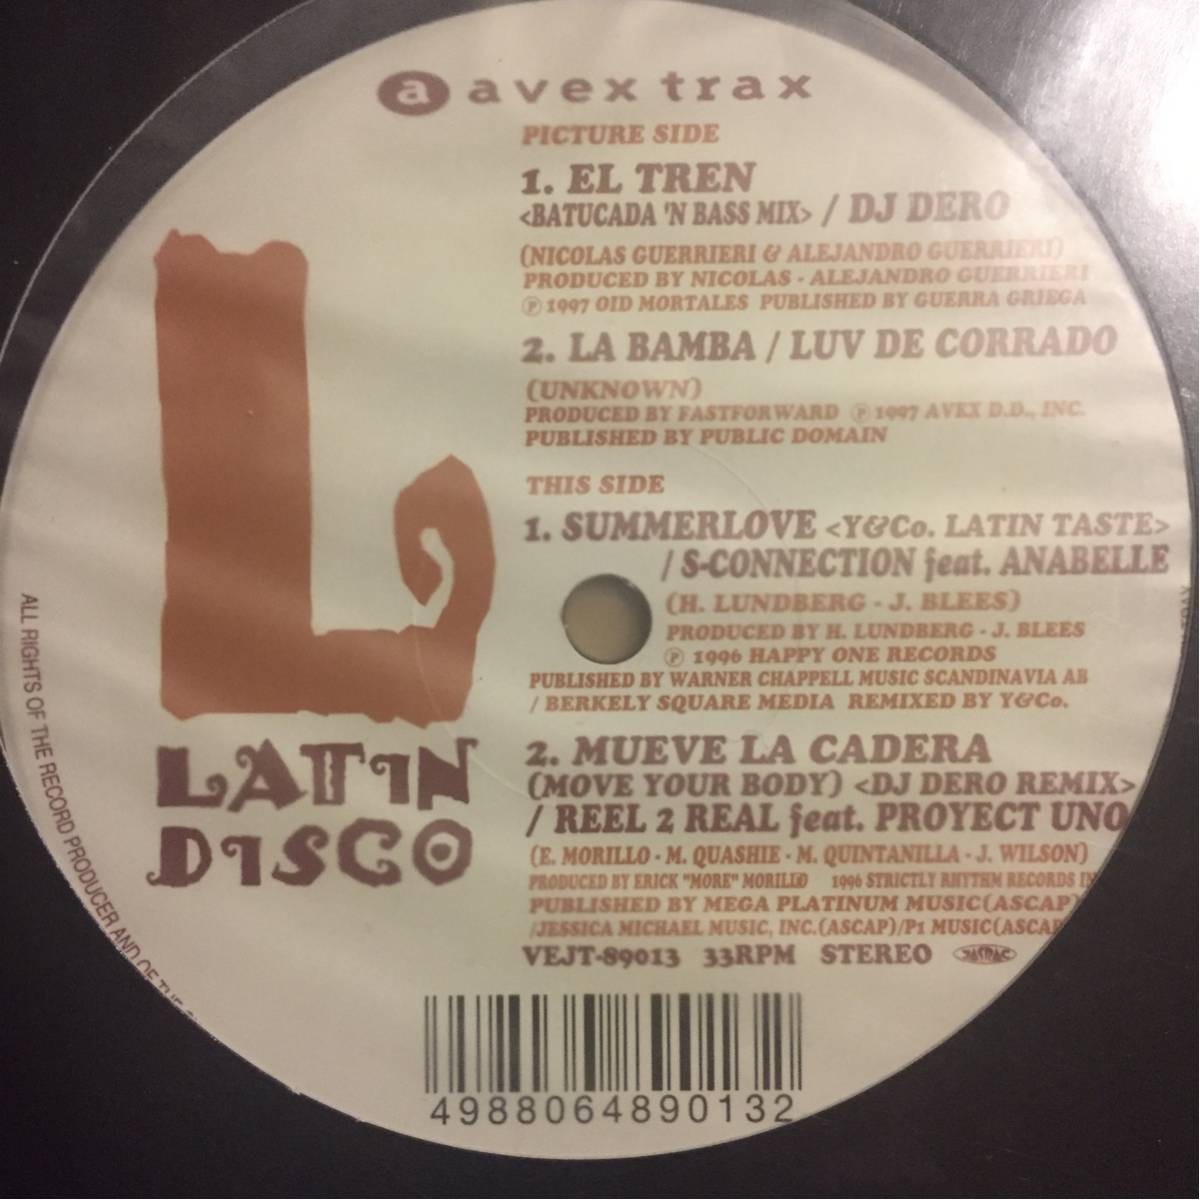 a avex trax
PICTURE SIDE
1. EL TREN
<BATUCADA 'N BASS MIX> / DJ DERO
(NICOLAS GUERRIERI & ALEJANDRO GUERRIERI)
PRODUCED BY NICOLAS - ALEJANDRO GUERRIERI
Ⓟ 1997 OID MORTALES PUBLISHED BY GUERRA GRIEGA
2. LA BAMBA / LUV DE CORRADO
(UNKNOWN)
PRODUCED BY FASTFORWARD Ⓟ 1997 AVEX D.D., INC.
PUBLISHED BY PUBLIC DOMAIN
THIS SIDE
1. SUMMERLOVE <Y&Co. LATIN TASTE>
/ S-CONNECTION feat. ANABELLE
(H. LUNDBERG - J. BLEES)
PRODUCED BY H. LUNDBERG - J. BLEES
Ⓟ 1996 HAPPY ONE RECORDS
PUBLISHED BY WARNER CHAPPELL MUSIC SCANDINAVIA AB
/ BERKELY SQUARE MEDIA REMIXED BY Y&Co.
2. MUEVE LA CADERA
(MOVE YOUR BODY) <DJ DERO REMIX>
/ REEL 2 REAL feat. PROYECT UNO
(E. MORILLO - M. QUASHIE - M. QUINTANILLA - J. WILSON)
PRODUCED BY ERICK "MORE" MORILLO 1996 STRICTLY RHYTHM RECORDS IN
PUBLISHED BY MEGA PLATINUM MUSIC(ASCAP)
/JESSICA MICHAEL MUSIC, INC.(ASCAP)/P1 MUSIC(ASCAP
VEJT-89013 33RPM STEREO JASRAC
L
LATIN
DISCO
ALL RIGHTS OF THE RECORD PRODUCER AND OF THE
4988064890132